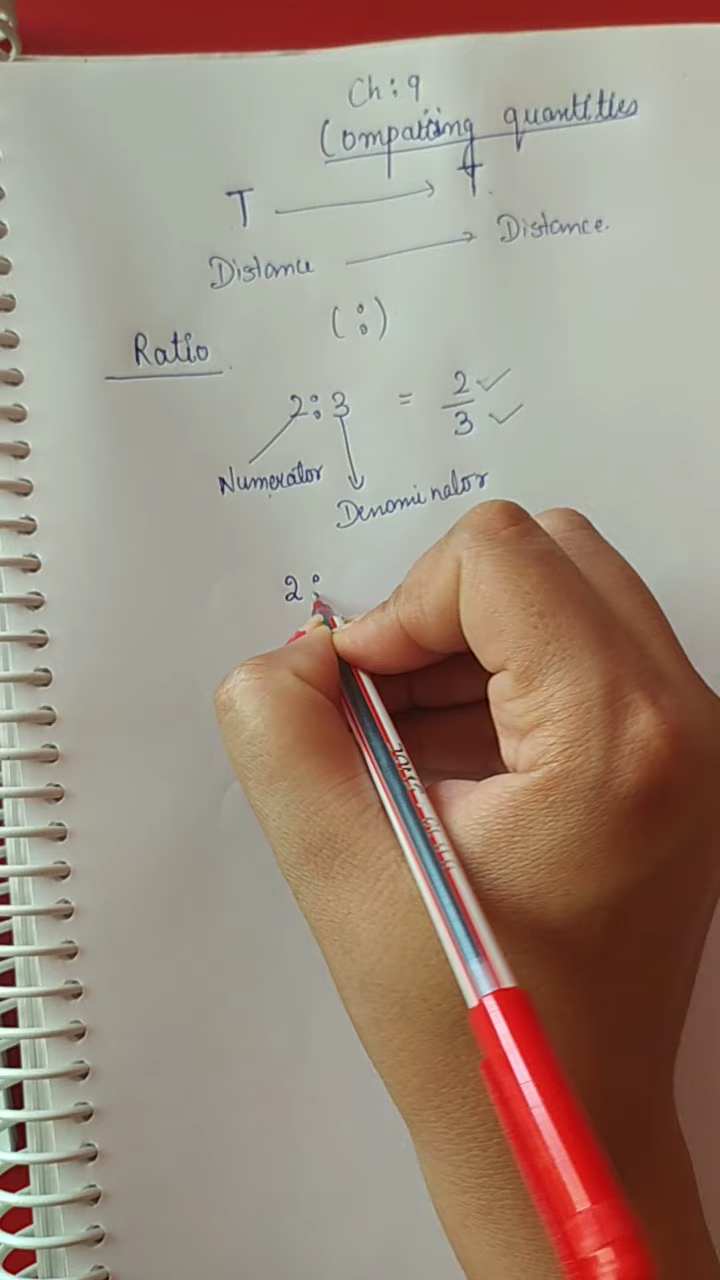 Ch : 9
Comparing quantities
T → T.
Distance → Distance.
(:)
Ratio.
2 : 3 = 2/3
Numerator
Denominator
2 :